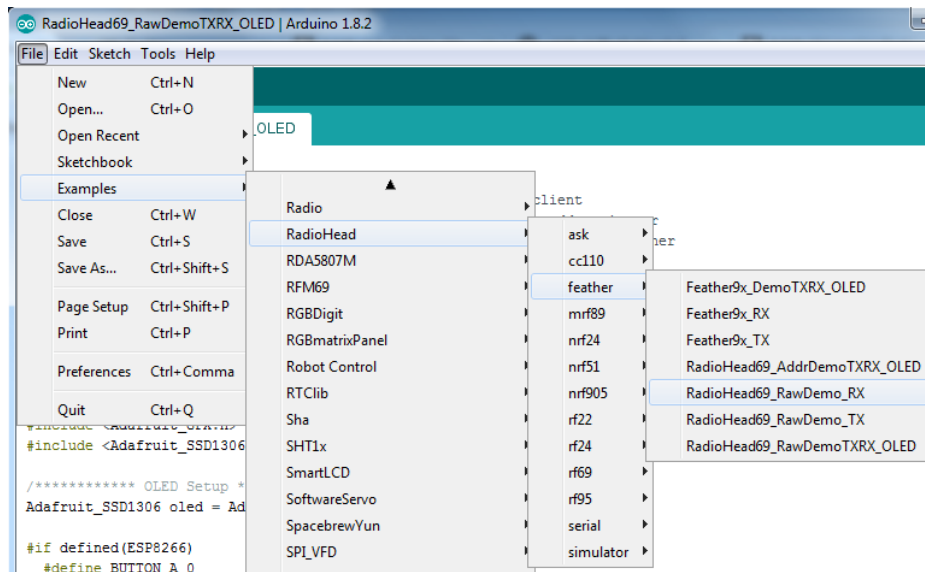 RadioHead69_RawDemoTXRX_OLED | Arduino 1.8.2
File Edit Sketch Tools Help
New Ctrl+N
Open... Ctrl+O
Open Recent
Sketchbook
Examples
Close Ctrl+W
Save Ctrl+S
Save As... Ctrl+Shift+S
Page Setup Ctrl+Shift+P
Print Ctrl+P
Preferences Ctrl+Comma
Quit Ctrl+Q
_OLED
client
Radio
RadioHead
RDA5807M
RFM69
RGBDigit
RGBmatrixPanel
Robot Control
RTClib
Sha
SHT1x
SmartLCD
SoftwareServo
SpacebrewYun
SPI_VFD
ask
cc110
feather
mrf89
nrf24
nrf51
nrf905
rf22
rf24
rf69
rf95
serial
simulator
Feather9x_DemoTXRX_OLED
Feather9x_RX
Feather9x_TX
RadioHead69_AddrDemoTXRX_OLED
RadioHead69_RawDemo_RX
RadioHead69_RawDemo_TX
RadioHead69_RawDemoTXRX_OLED
#include <Adafruit_SSD1306
/************ OLED Setup *
Adafruit_SSD1306 oled = Ad
#if defined(ESP8266)
#define BUTTON_A 0